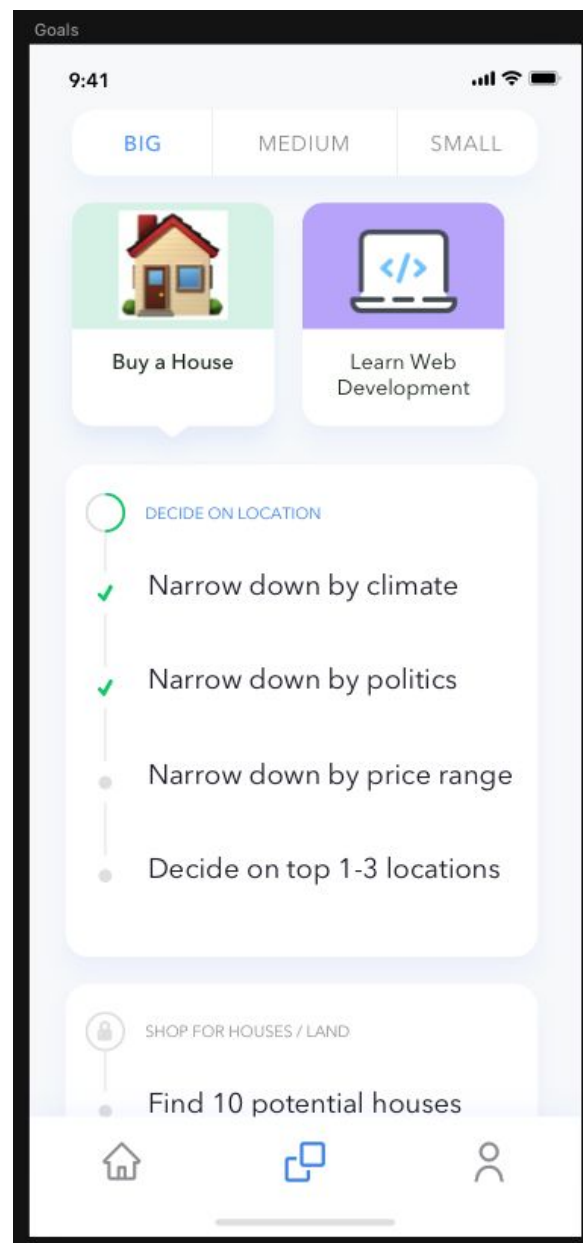 Goals
9:41
BIG MEDIUM SMALL
</>
Buy a House
Learn Web
Development
DECIDE ON LOCATION
Narrow down by climate
Narrow down by politics
Narrow down by price range
Decide on top 1-3 locations
SHOP FOR HOUSES / LAND
Find 10 potential houses